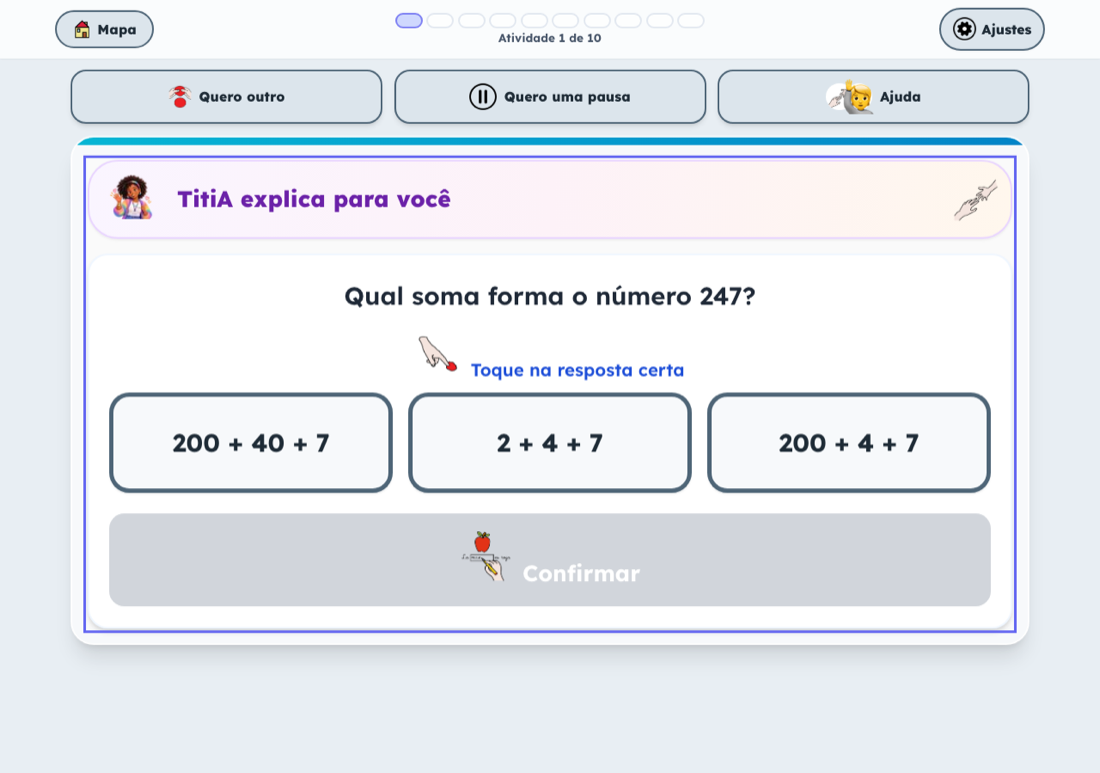 Mapa
Atividade 1 de 10
Ajustes
Quero outro
Quero uma pausa
Ajuda
TitiA explica para você
Qual soma forma o número 247?
Toque na resposta certa
200 + 40 + 7
2 + 4 + 7
200 + 4 + 7
Confirmar